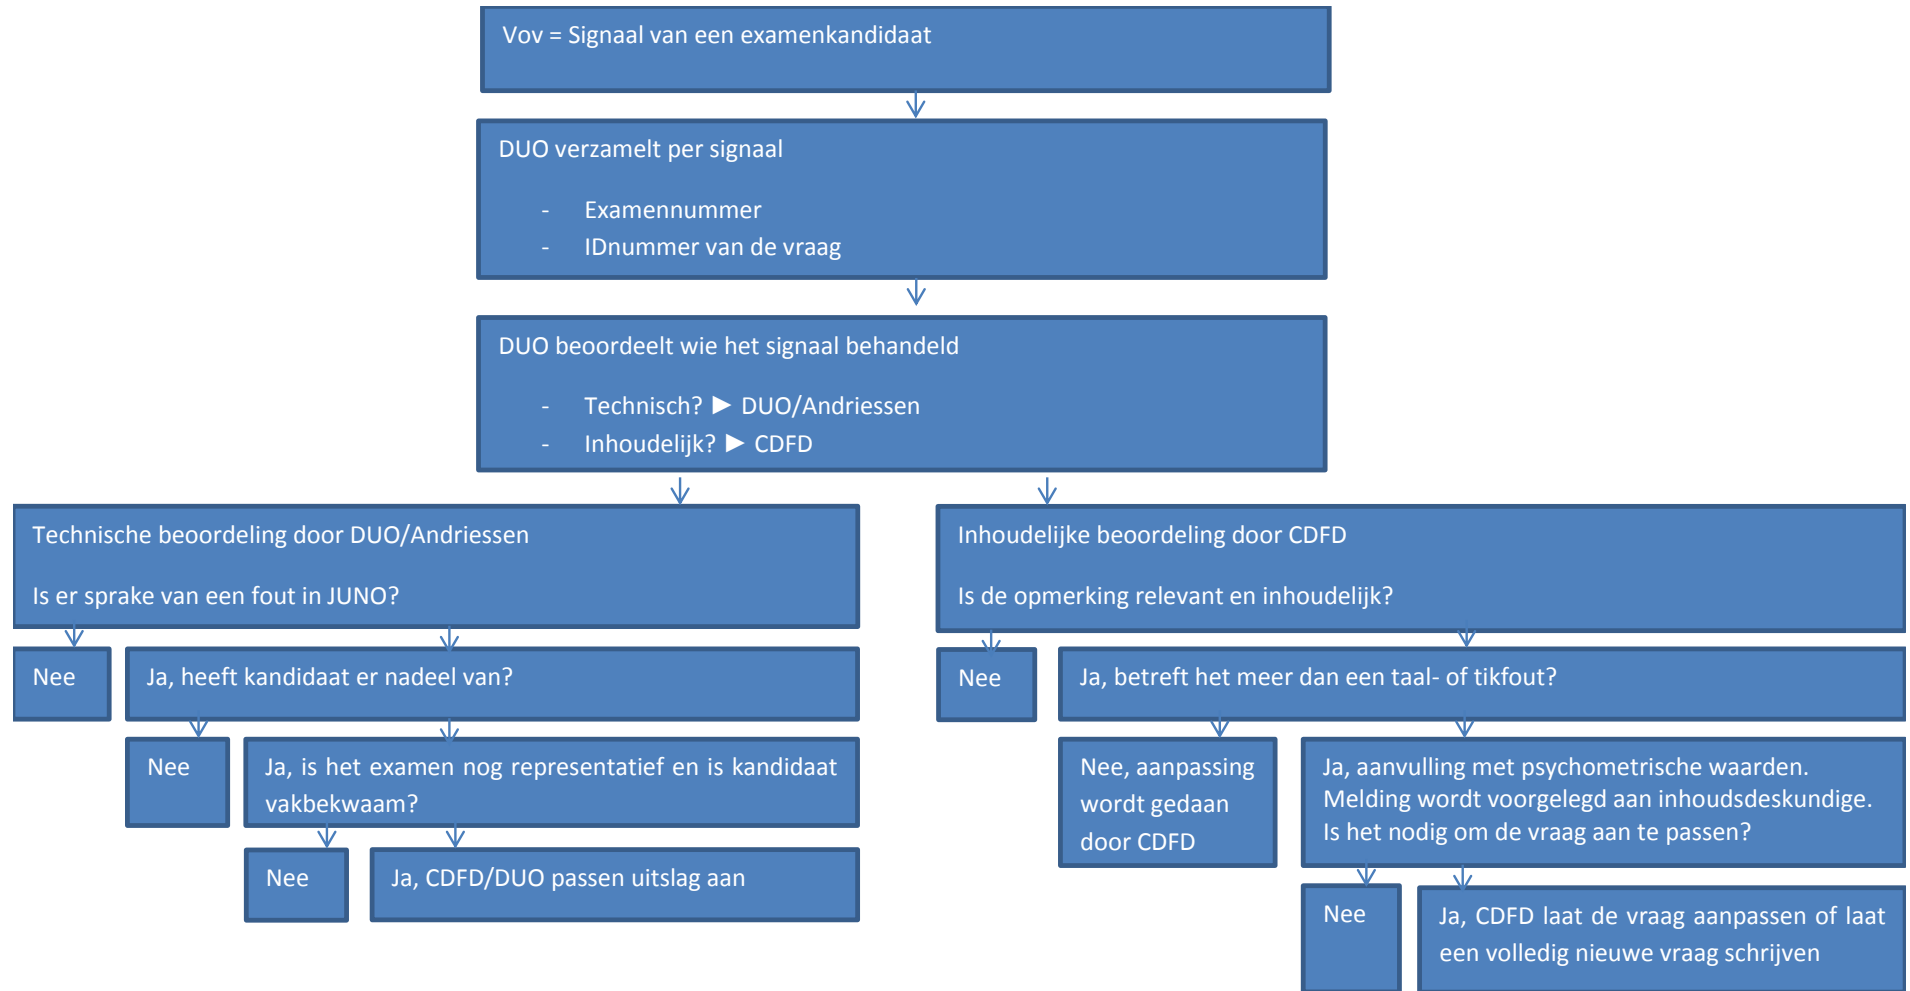 Vov = Signaal van een examenkandidaat
DUO verzamelt per signaal
- Examennummer
- IDnummer van de vraag
DUO beoordeelt wie het signaal behandeld
- Technisch? ► DUO/Andriessen
- Inhoudelijk? ► CDFD
Technische beoordeling door DUO/Andriessen
Is er sprake van een fout in JUNO?
Nee
Ja, heeft kandidaat er nadeel van?
Nee
Ja, is het examen nog representatief en is kandidaat
vakbekwaam?
Nee
Ja, CDFD/DUO passen uitslag aan
Inhoudelijke beoordeling door CDFD
Is de opmerking relevant en inhoudelijk?
Nee
Ja, betreft het meer dan een taal- of tikfout?
Nee, aanpassing
wordt gedaan
door CDFD
Ja, aanvulling met psychometrische waarden.
Melding wordt voorgelegd aan inhoudsdeskundige.
Is het nodig om de vraag aan te passen?
Nee
Ja, CDFD laat de vraag aanpassen of laat
een volledig nieuwe vraag schrijven